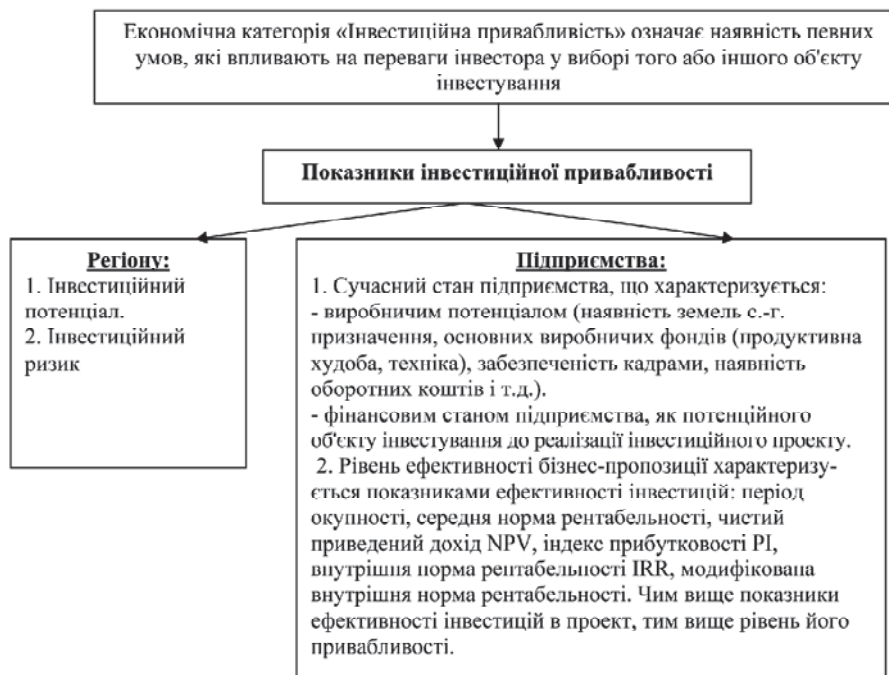 Економічна категорія «Інвестиційна привабливість» означає наявність певних
умов, які впливають на переваги інвестора у виборі того або іншого об'єкту
інвестування
Показники інвестиційної привабливості
Регіону:
1. Інвестиційний
потенціал.
2. Інвестиційний
ризик
Підприємства:
1. Сучасний стан підприємства, що характеризується:
- виробничим потенціалом (наявність земель с.-г.
призначення, основних виробничих фондів (продуктивна
худоба, техніка), забезпеченість кадрами, наявність
оборотних коштів і т.д.).
- фінансовим станом підприємства, як потенційного
об'єкту інвестування до реалізації інвестиційного проекту.
2. Рівень ефективності бізнес-пропозиції характеризу-
ється показниками ефективності інвестицій: період
окупності, середня норма рентабельності, чистий
приведений дохід NPV, індекс прибутковості PI,
внутрішня норма рентабельності IRR, модифікована
внутрішня норма рентабельності. Чим вище показники
ефективності інвестицій в проект, тим вище рівень його
привабливості.